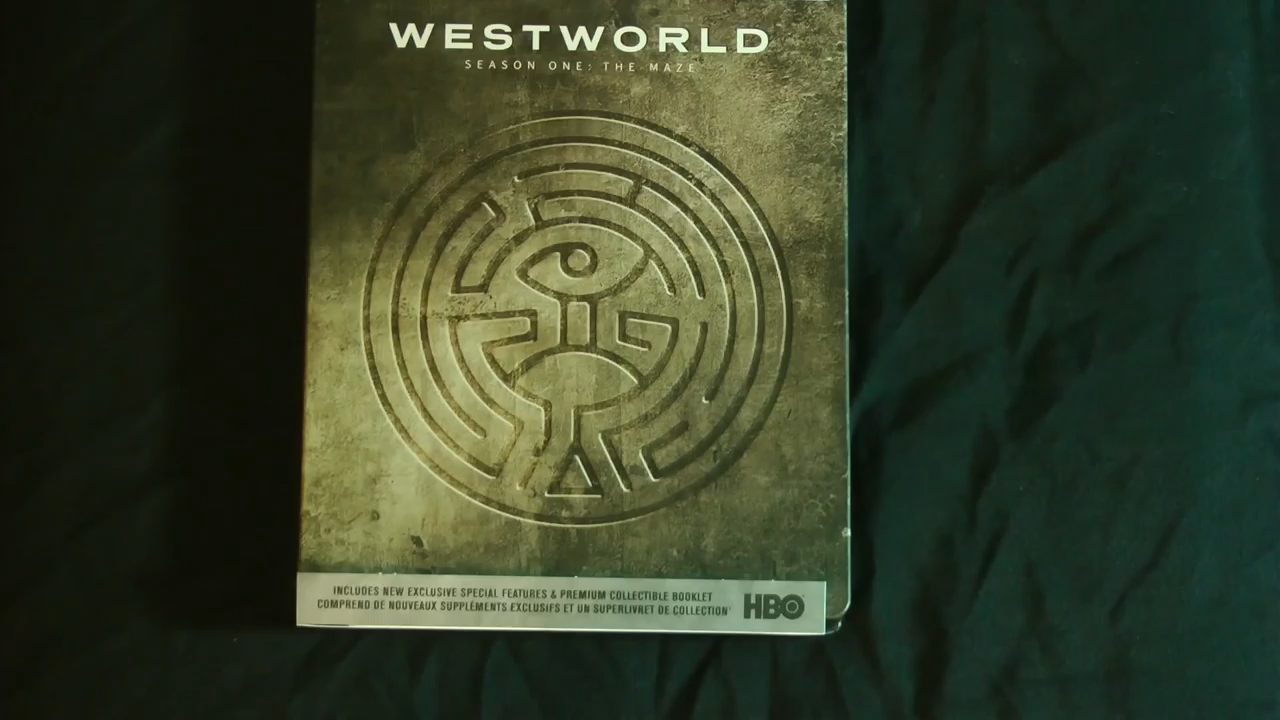 WESTWORLD
SEASON ONE: THE MAZE
INCLUDES NEW EXCLUSIVE SPECIAL FEATURES & PREMIUM COLLECTIBLE BOOKLET
COMPREND DE NOUVEAUX SUPPLÉMENTS EXCLUSIFS ET UN SUPERLIVRET DE COLLECTION*
HBO